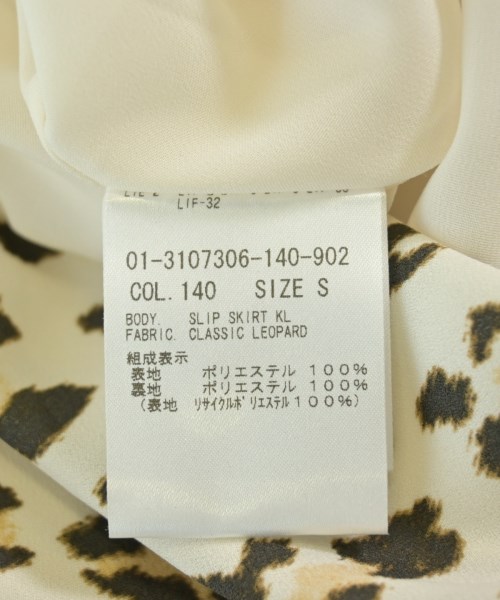 LIF-32
01-3107306-140-902
COL.140 SIZE S
BODY. SLIP SKIRT KL
FABRIC. CLASSIC LEOPARD
組成表示
表地 ポリエステル 100%
裏地 ポリエステル 100%
(表地 リサイクルポリエステル100%)